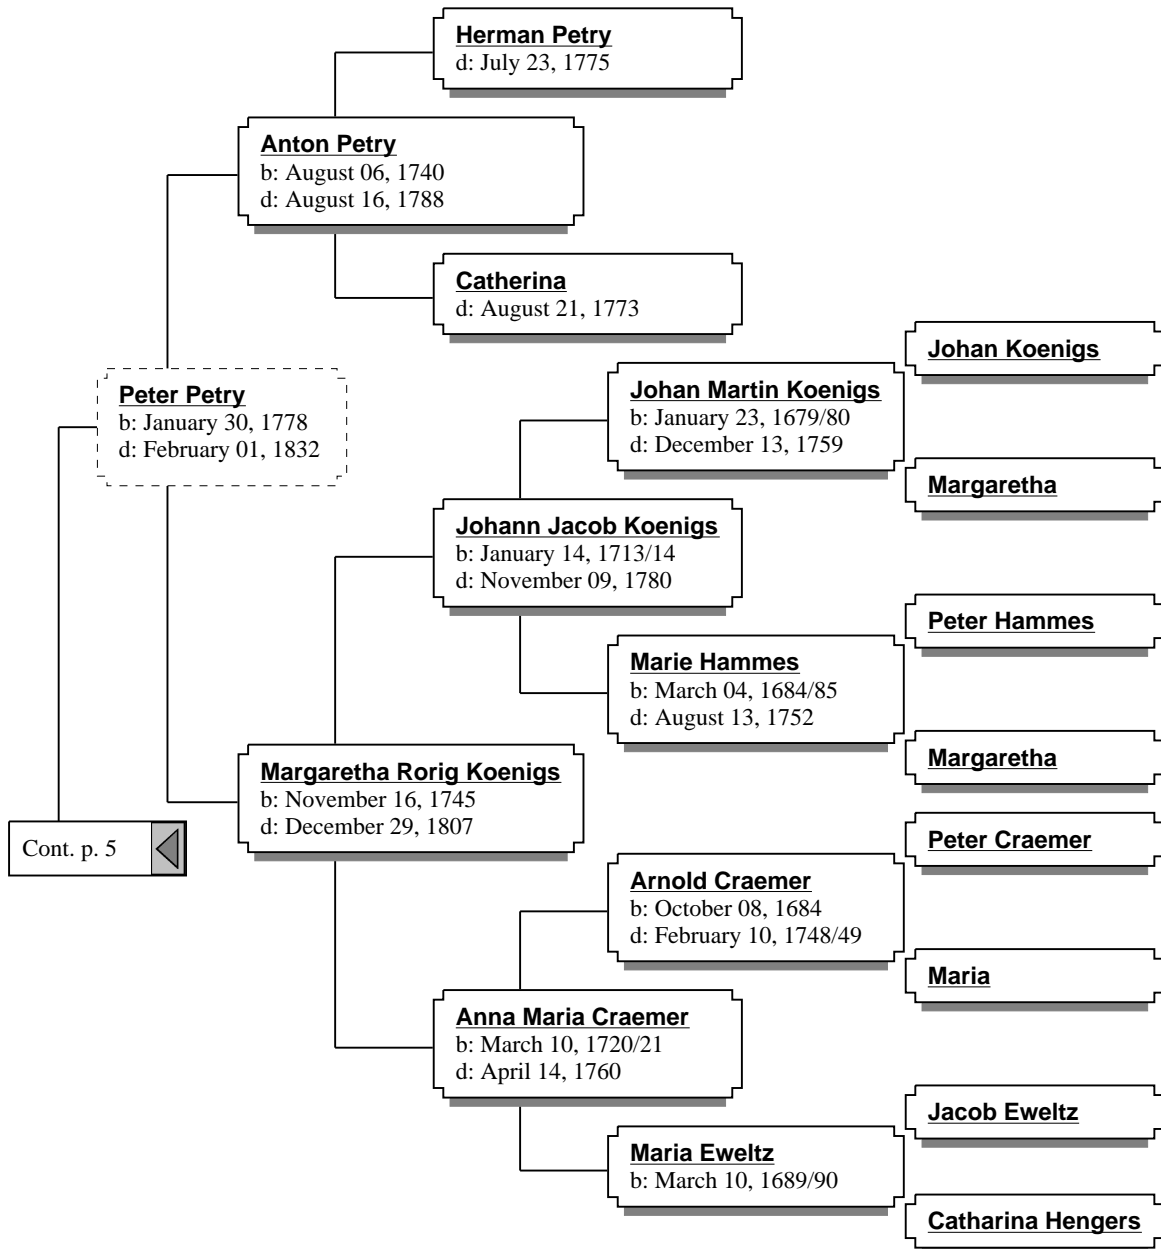 Herman Petry
d: July 23, 1775
Anton Petry
b: August 06, 1740
d: August 16, 1788
Catherina
d: August 21, 1773
Johan Koenigs
Johan Martin Koenigs
b: January 23, 1679/80
d: December 13, 1759
Peter Petry
b: January 30, 1778
d: February 01, 1832
Margaretha
Johann Jacob Koenigs
b: January 14, 1713/14
d: November 09, 1780
Peter Hammes
Marie Hammes
b: March 04, 1684/85
d: August 13, 1752
Margaretha
Margaretha Rorig Koenigs
b: November 16, 1745
d: December 29, 1807
Cont. p. 5
Peter Craemer
Arnold Craemer
b: October 08, 1684
d: February 10, 1748/49
Maria
Anna Maria Craemer
b: March 10, 1720/21
d: April 14, 1760
Jacob Eweltz
Maria Eweltz
b: March 10, 1689/90
Catharina Hengers